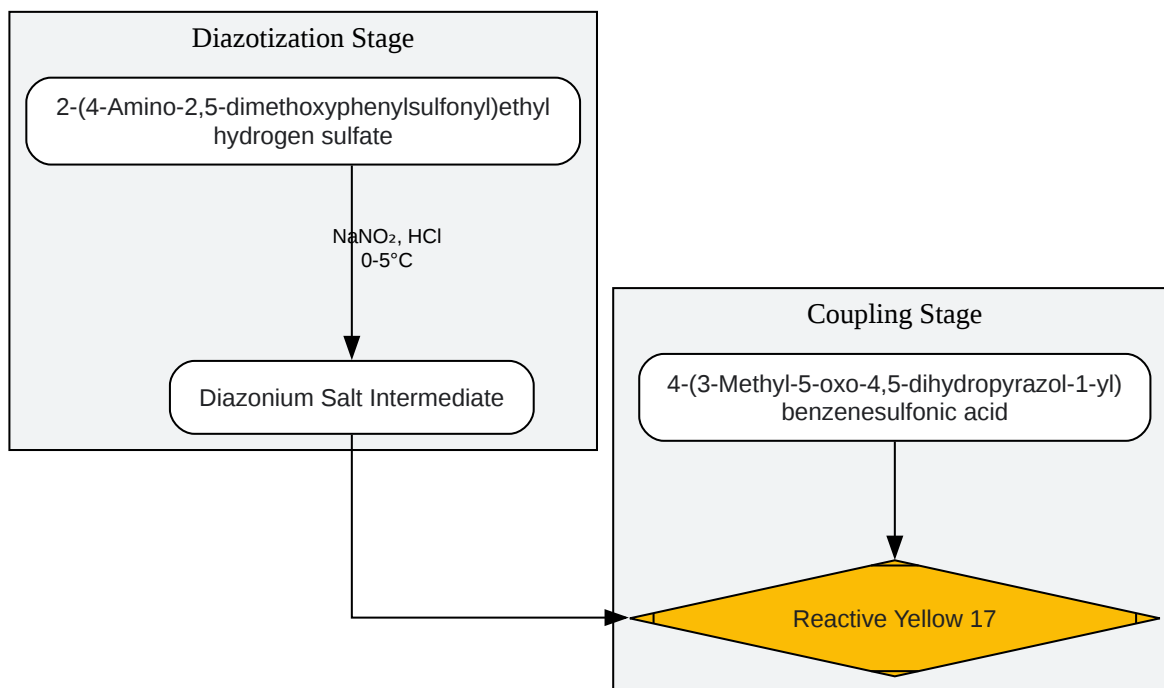 Diazotization Stage
2-(4-Amino-2,5-dimethoxyphenylsulfonyl)ethyl
hydrogen sulfate
NaNO₂, HCl
0-5°C
Diazonium Salt Intermediate
Coupling Stage
4-(3-Methyl-5-oxo-4,5-dihydropyrazol-1-yl)
benzenesulfonic acid
Reactive Yellow 17